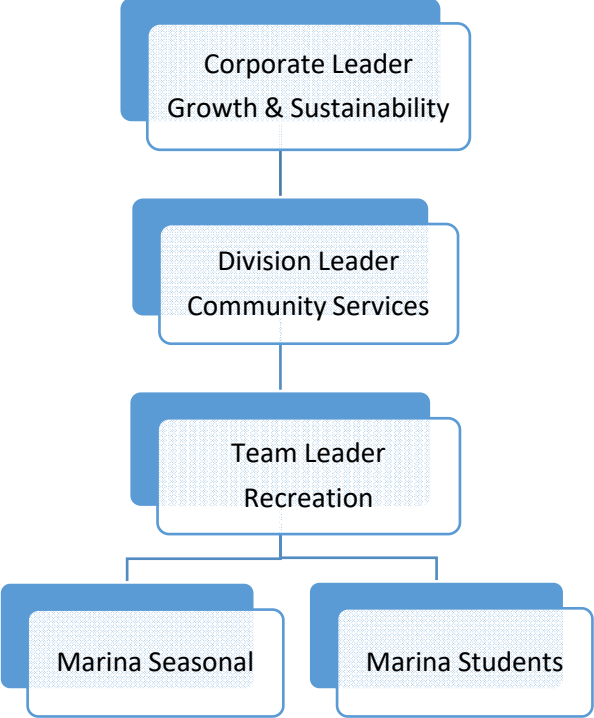 Corporate Leader
Growth & Sustainability
Division Leader
Community Services
Team Leader
Recreation
Marina Seasonal
Marina Students